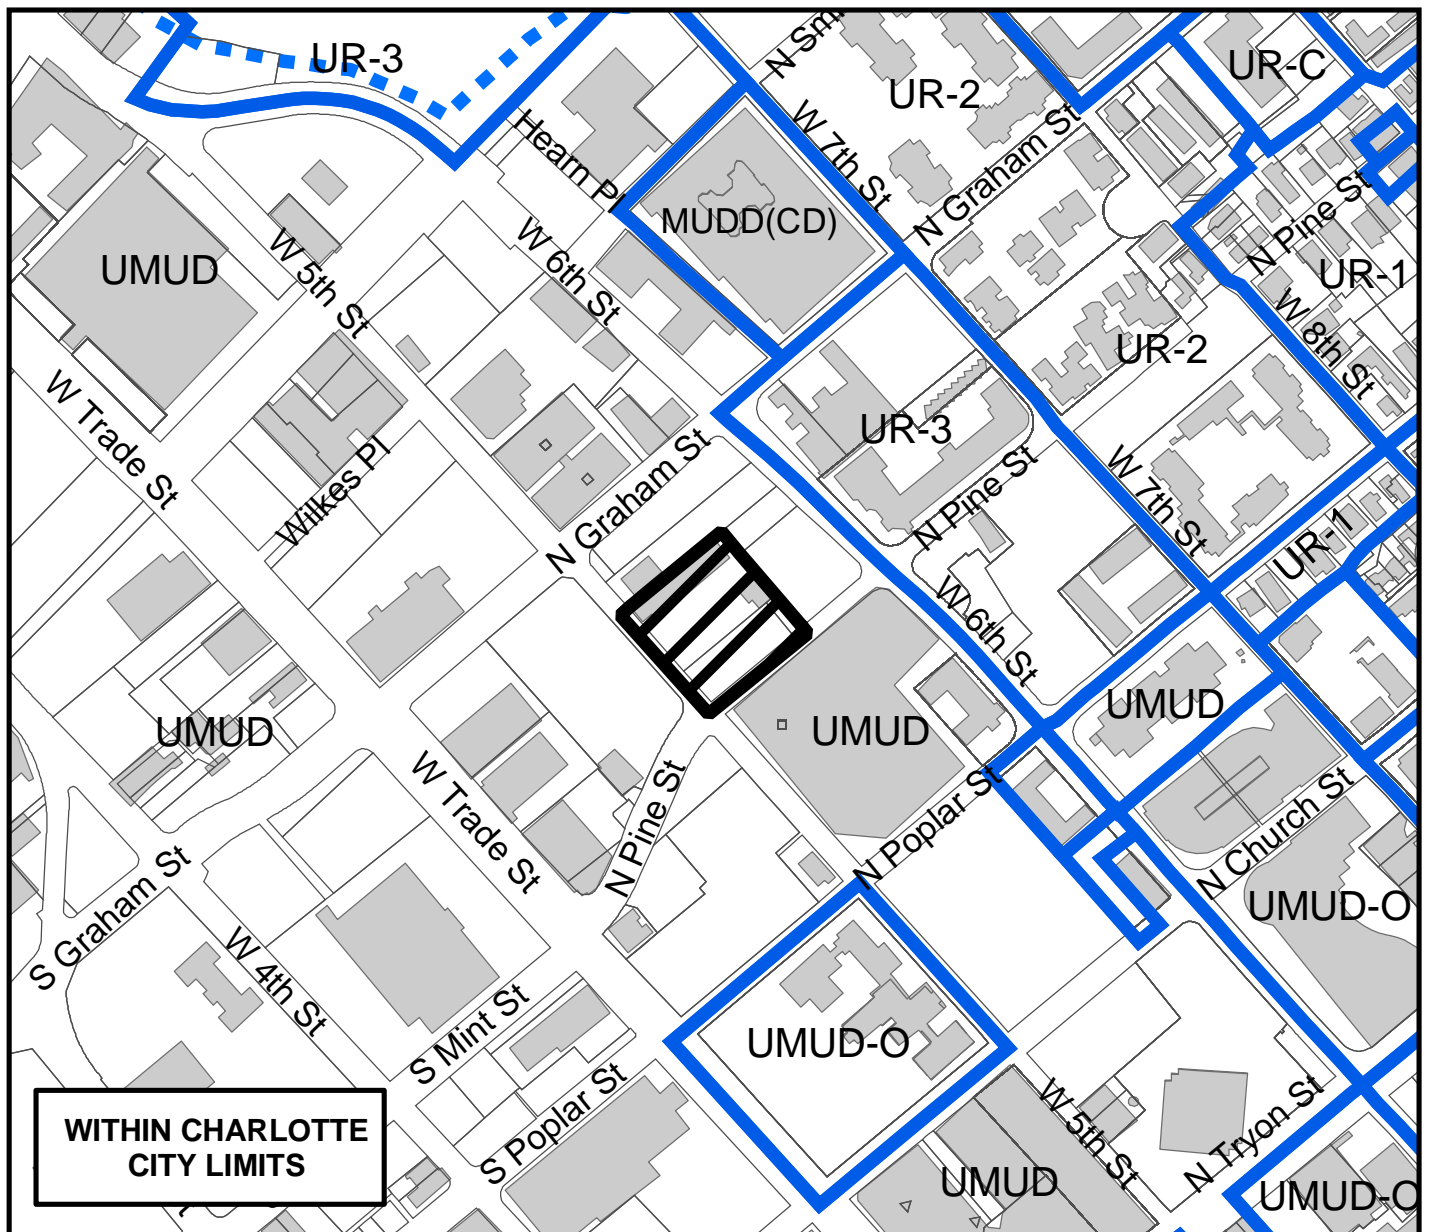 UR-3
N Sm
UR-2
UR-C
Hearn Pl
W 7th St
N Graham St
N Pine St
MUDD(CD)
UMUD
W 5th St
W 6th St
UR-1
UR-2
W 8th St
W Trade St
Wilkes Pl
N Graham St
UR-3
N Pine St
W 7th St
UR-1
W 6th St
UMUD
UMUD
UMUD
W Trade St
N Pine St
N Poplar St
N Church St
S Graham St
UMUD-O
W 4th St
S Mint St
UMUD-O
S Poplar St
W 5th St
N Tryon St
UMUD
UMUD-O
WITHIN CHARLOTTE
CITY LIMITS